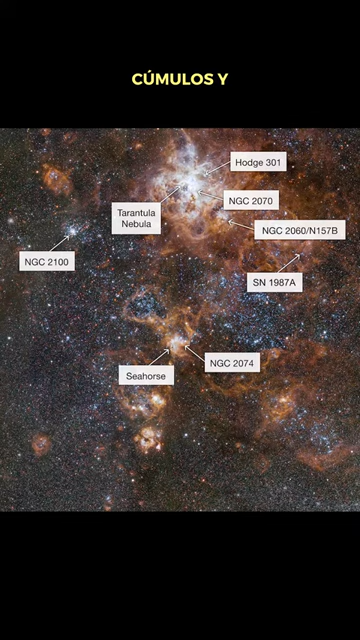 CÚMULOS Y
Hodge 301
NGC 2070
Tarantula
Nebula
NGC 2060/N157B
NGC 2100
SN 1987A
NGC 2074
Seahorse